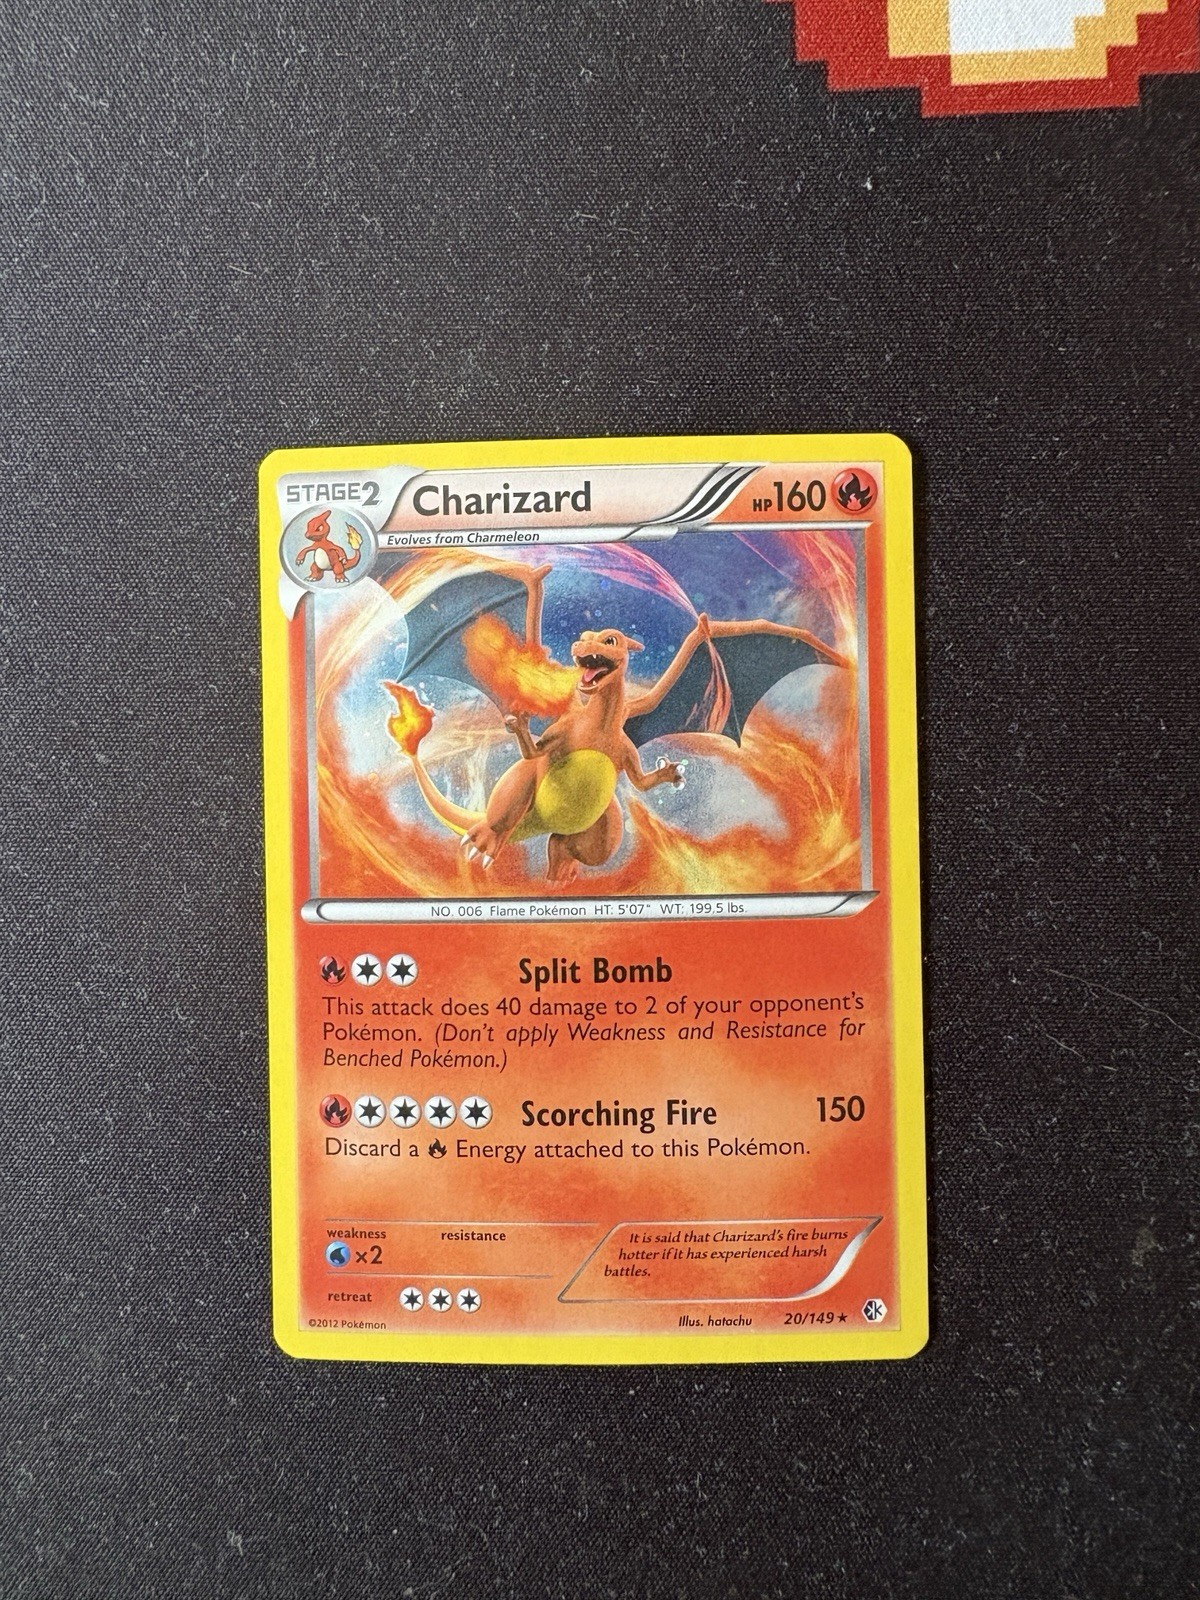 STAGE2
Charizard
HP160
Evolves from Charmeleon
NO. 006 Flame Pokémon HT: 5'07" WT: 199.5 lbs.
Split Bomb
This attack does 40 damage to 2 of your opponent's
Pokémon. (Don't apply Weakness and Resistance for
Benched Pokémon.)
Scorching Fire 150
Discard a Energy attached to this Pokémon.
weakness resistance
×2
It is said that Charizard's fire burns
hotter if it has experienced harsh
battles.
retreat
©2012 Pokémon
Illus. hatachu 20/149★